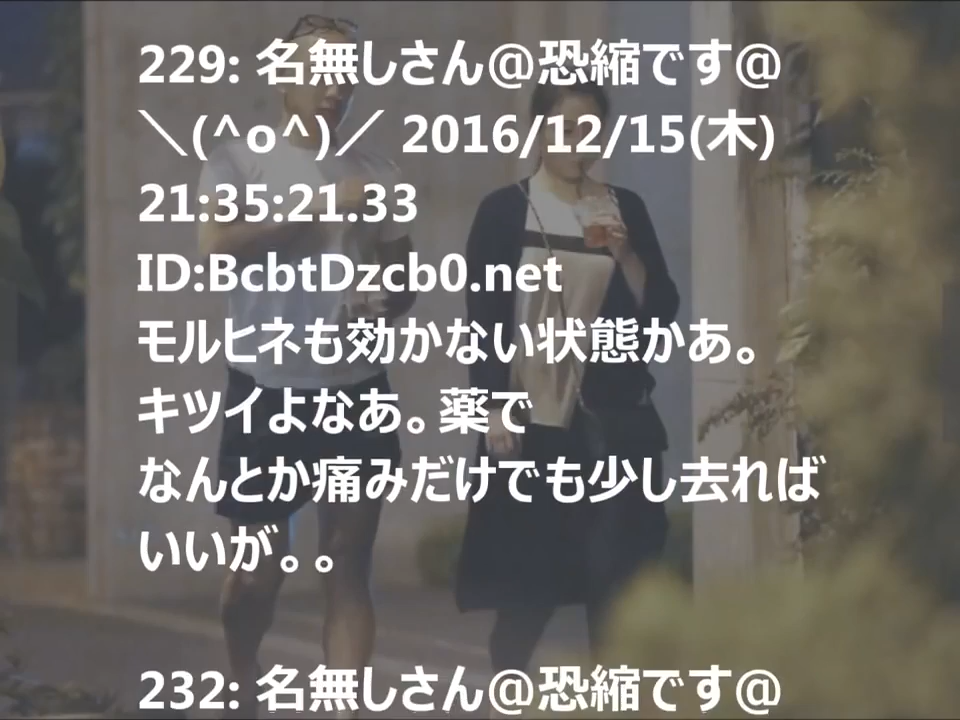 229: 名無しさん@恐縮です@
＼(^o^)／ 2016/12/15(木)
21:35:21.33
ID:BcbtDzcb0.net
モルヒネも効かない状態かあ。
キツイよなあ。薬で
なんとか痛みだけでも少し去れば
いいが。。
232: 名無しさん@恐縮です@